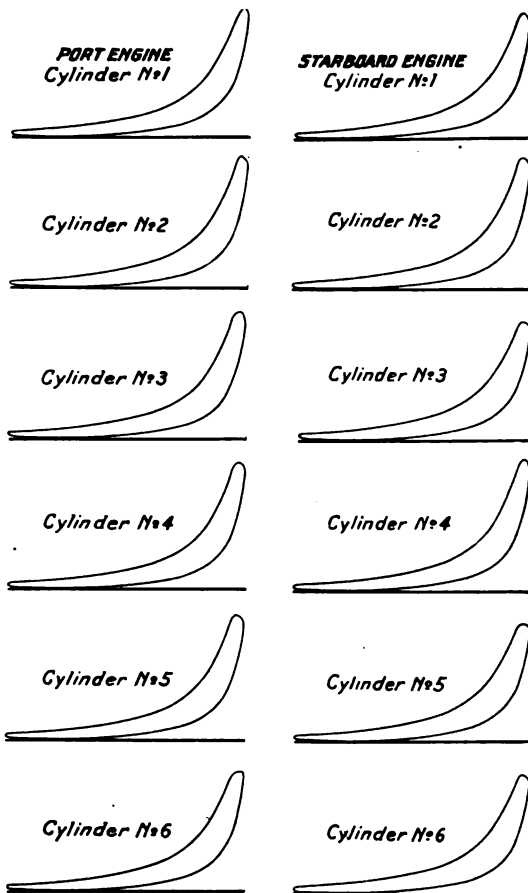 PORT ENGINE
Cylinder №1
Cylinder №2
Cylinder №3
Cylinder №4
Cylinder №5
Cylinder №6
STARBOARD ENGINE
Cylinder №1
Cylinder №2
Cylinder №3
Cylinder №4
Cylinder №5
Cylinder №6